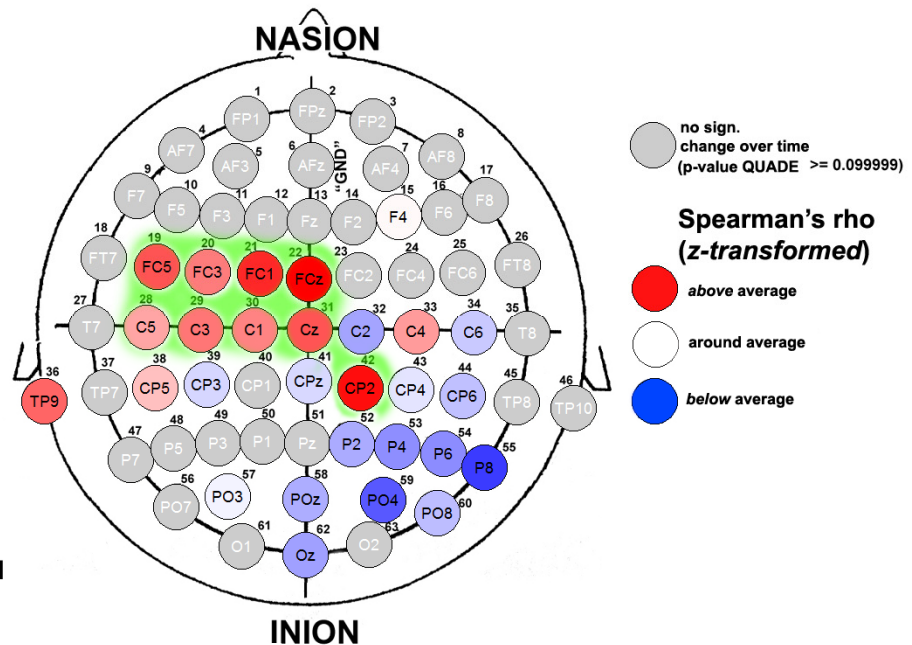 NASION
1 2 3
FP1 FPz FP2
4 5 6 "GND" 7 8
AF7 AF3 AFz AF4 AF8
9 10 11 12 13 14 15 16 17
F7 F5 F3 F1 Fz F2 F4 F6 F8
18 19 20 21 22 23 24 25 26
FT7 FC5 FC3 FC1 FCz FC2 FC4 FC6 FT8
27 28 29 30 31 32 33 34 35
T7 C5 C3 C1 Cz C2 C4 C6 T8
36 37 38 39 40 41 42 43 44 45 46
TP9 TP7 CP5 CP3 CP1 CPz CP2 CP4 CP6 TP8 TP10
47 48 49 50 51 52 53 54 55
P7 P5 P3 P1 Pz P2 P4 P6 P8
56 57 58 59 60
PO7 PO3 POz PO4 PO8
61 62 63
O1 Oz O2
INION
no sign.
change over time
(p-value QUADE >= 0.099999)
Spearman's rho
(z-transformed)
above average
around average
below average